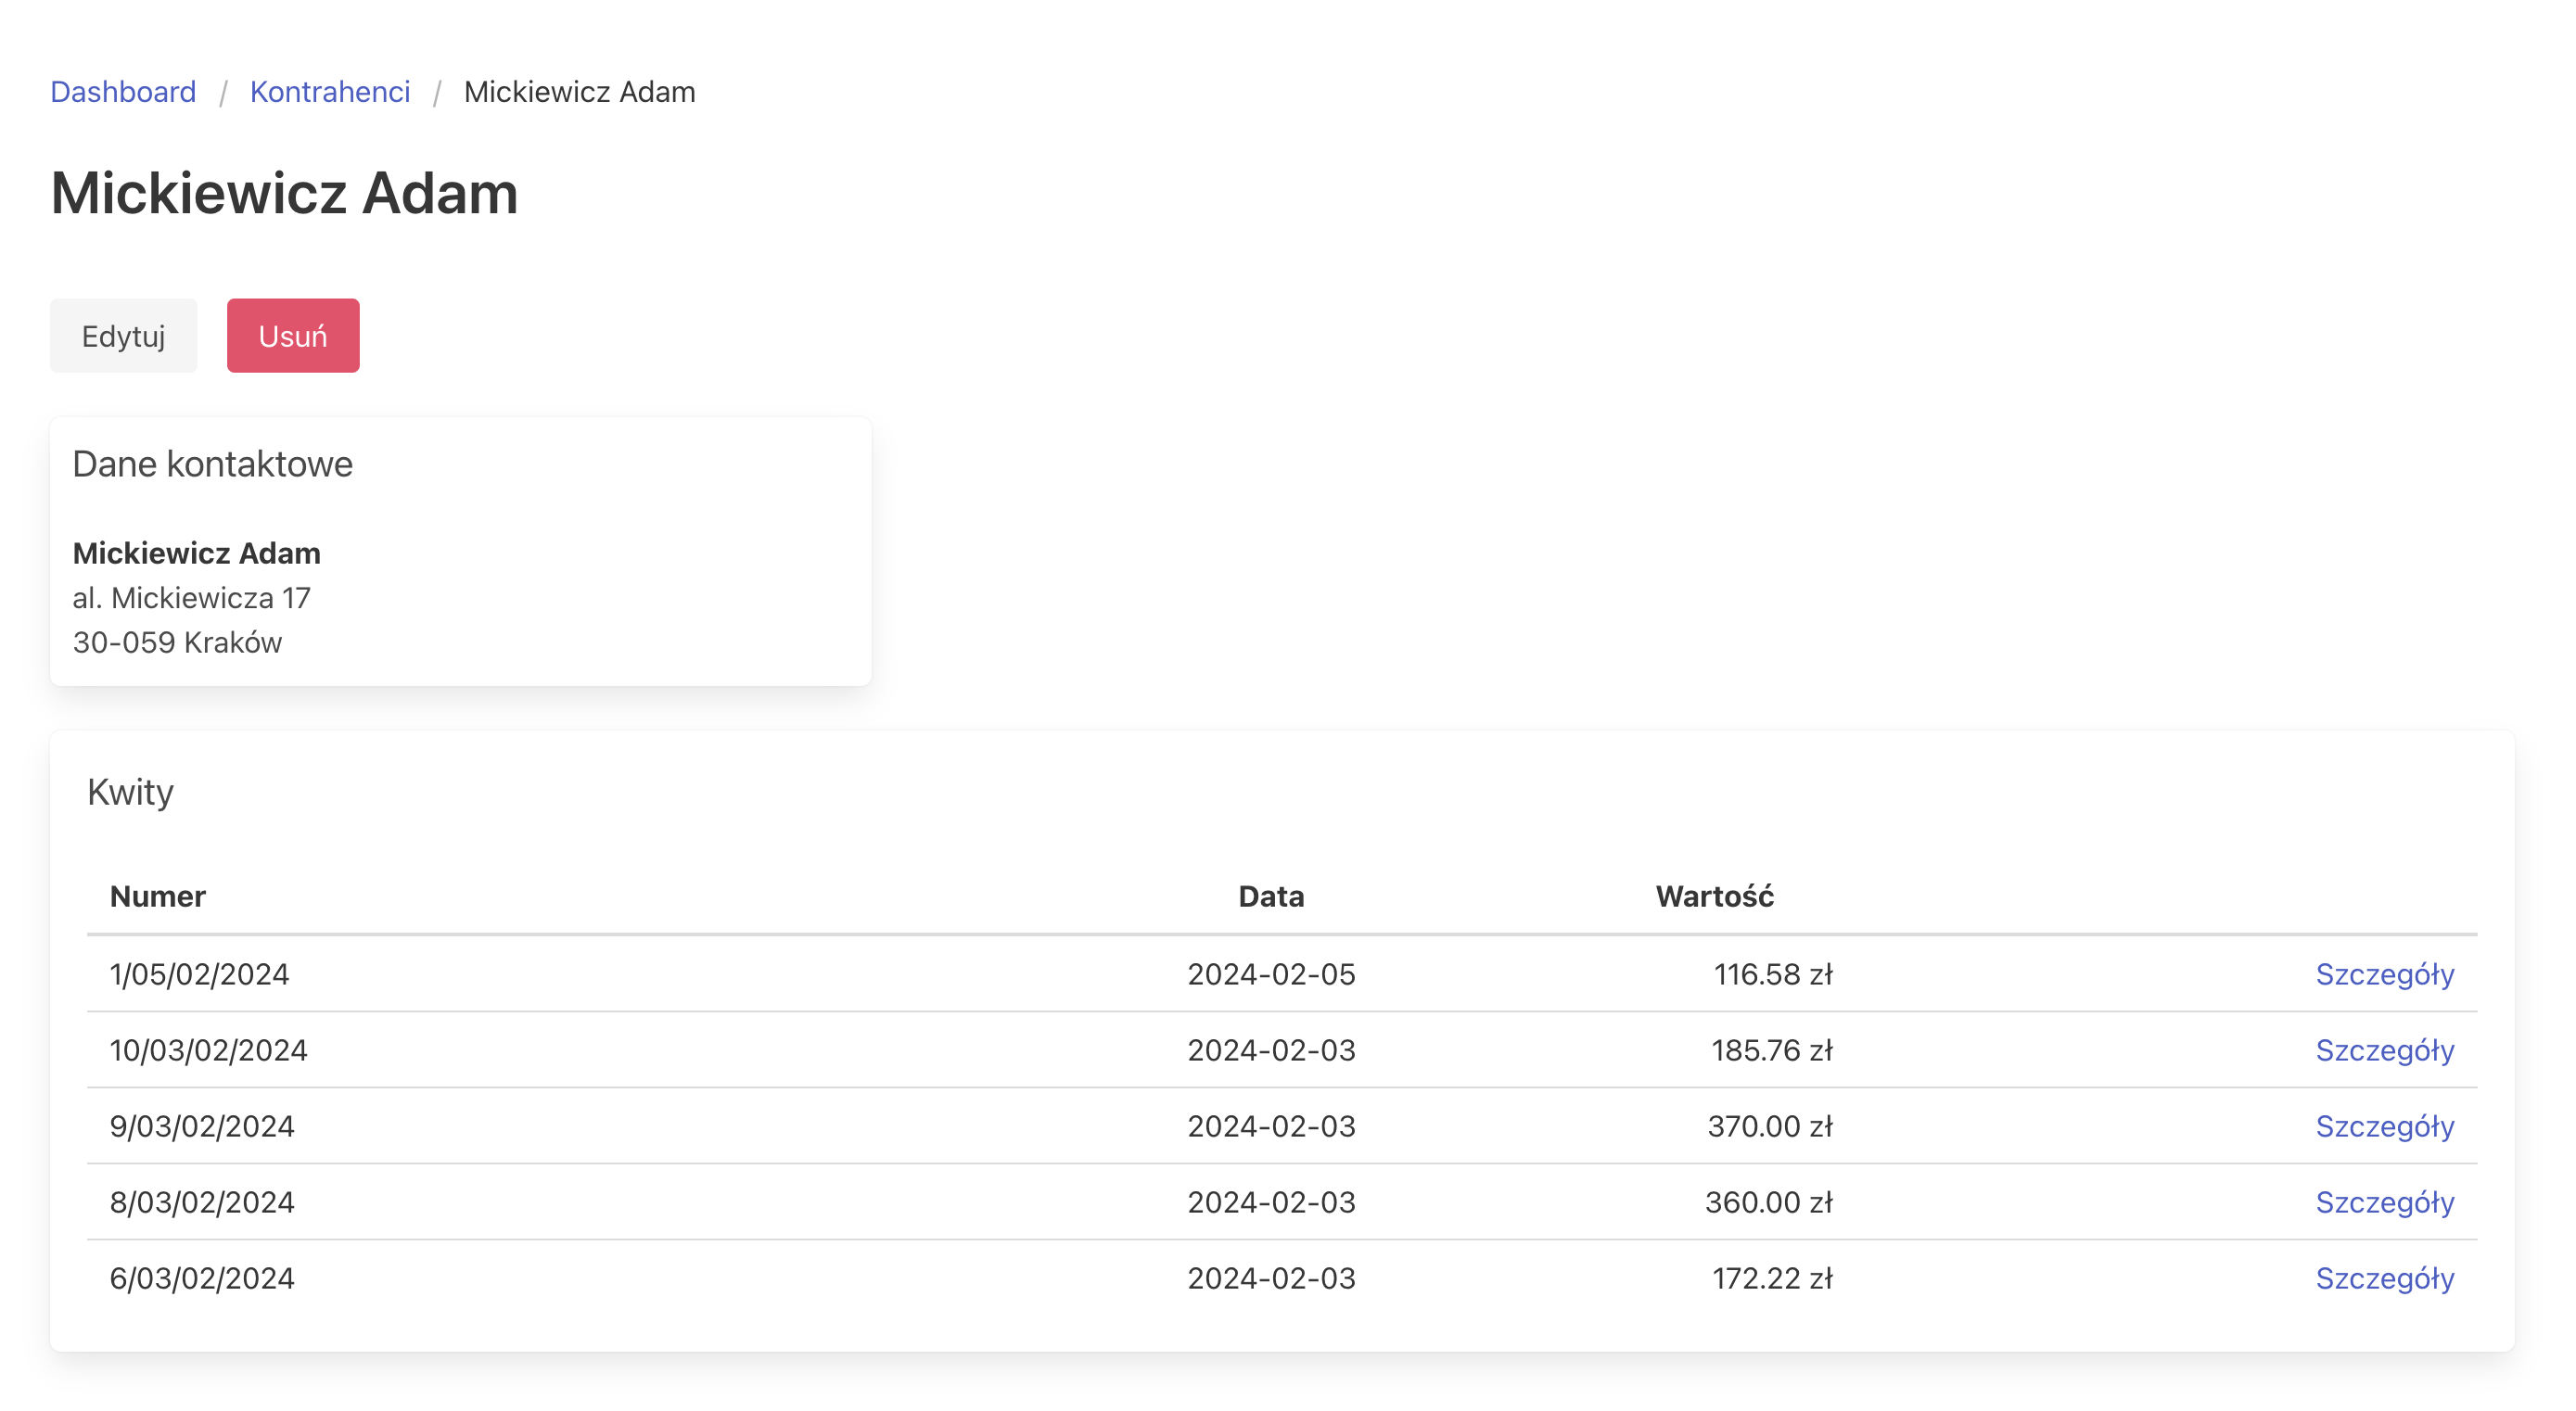 Dashboard / Kontrahenci / Mickiewicz Adam
Mickiewicz Adam
Edytuj Usuń
Dane kontaktowe
Mickiewicz Adam
al. Mickiewicza 17
30-059 Kraków
Kwity
Numer Data Wartość
1/05/02/2024 2024-02-05 116.58 zł Szczegóły
10/03/02/2024 2024-02-03 185.76 zł Szczegóły
9/03/02/2024 2024-02-03 370.00 zł Szczegóły
8/03/02/2024 2024-02-03 360.00 zł Szczegóły
6/03/02/2024 2024-02-03 172.22 zł Szczegóły